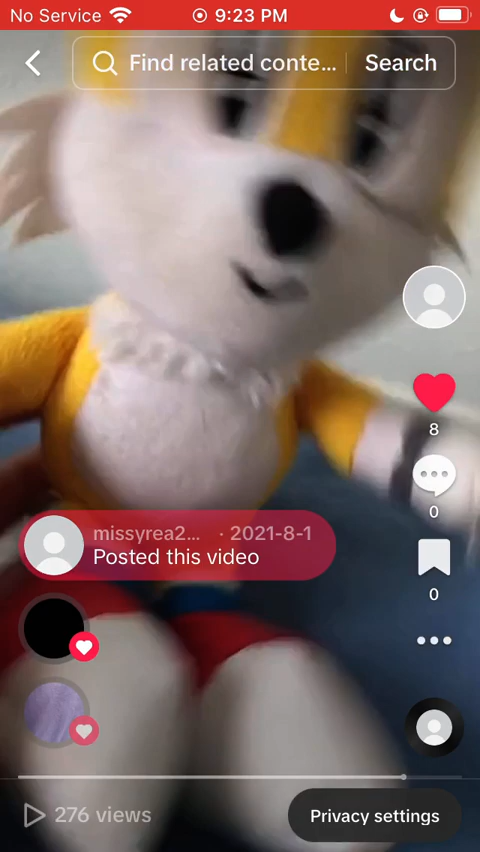 No Service 9:23 PM
Find related conte... Search
8
0
missyrea2... · 2021-8-1
Posted this video
0
276 views
Privacy settings